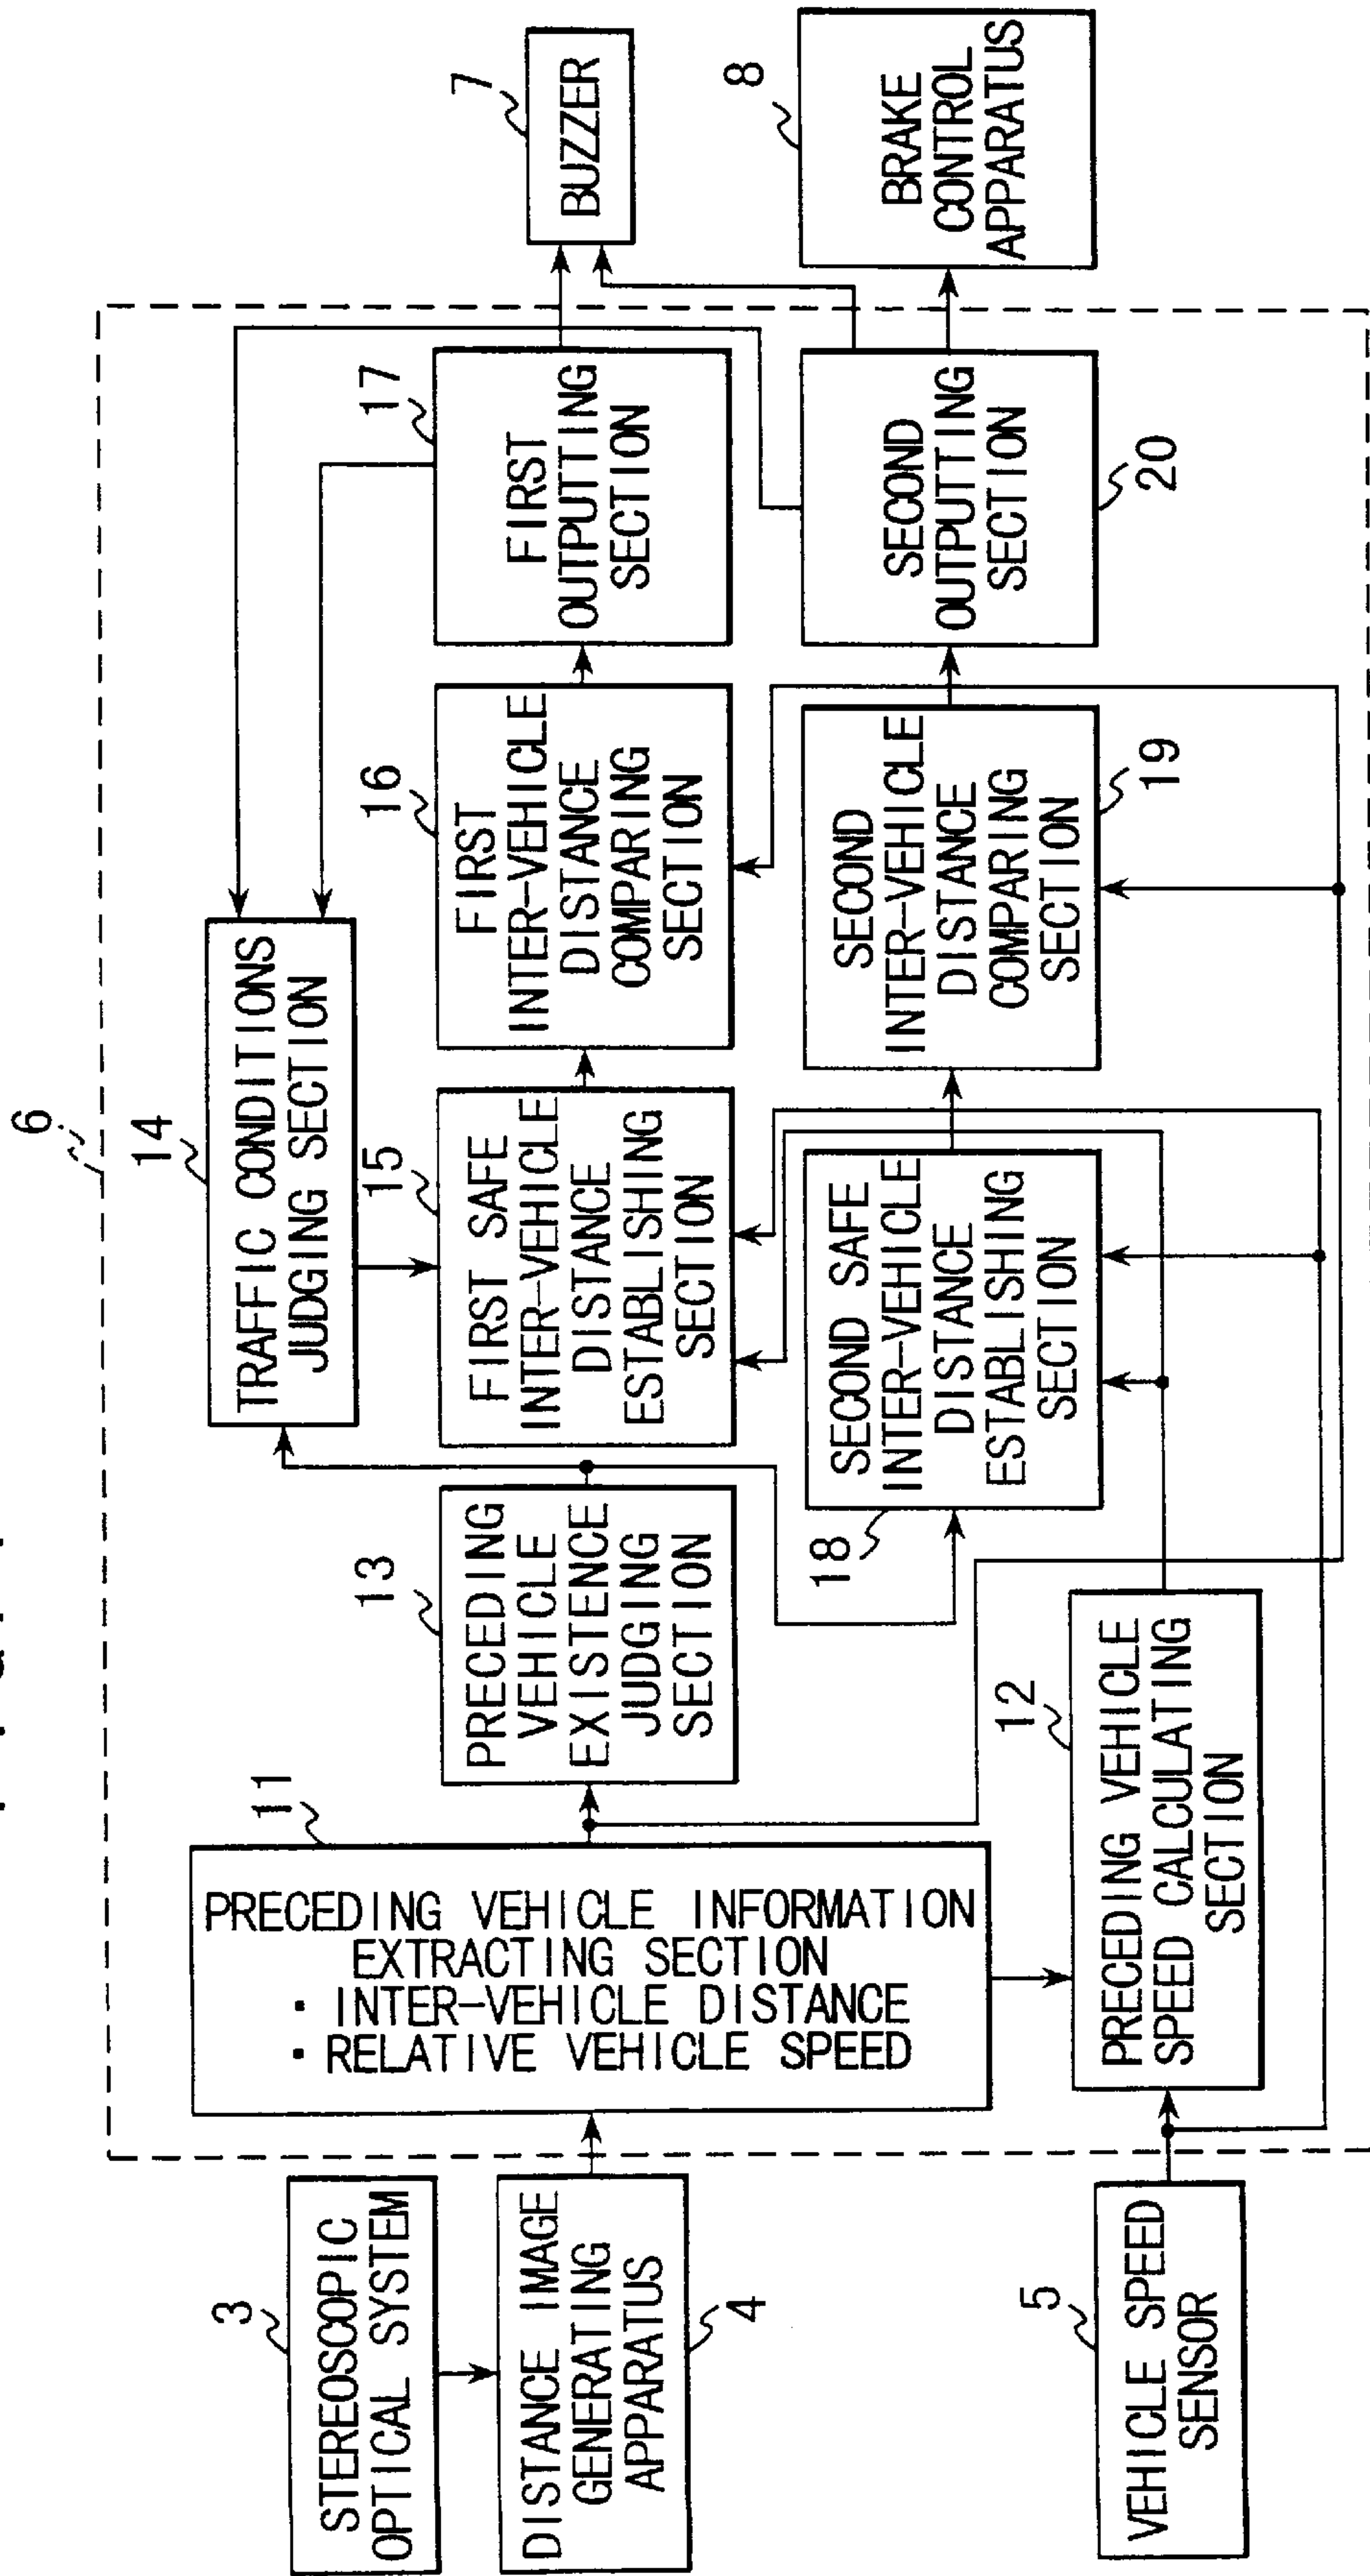 6
3
STEREOSCOPIC
OPTICAL SYSTEM
4
DISTANCE IMAGE
GENERATING
APPARATUS
5
VEHICLE SPEED
SENSOR
11
PRECEDING VEHICLE INFORMATION
EXTRACTING SECTION
· INTER-VEHICLE DISTANCE
· RELATIVE VEHICLE SPEED
12
PRECEDING VEHICLE
SPEED CALCULATING
SECTION
13
PRECEDING
VEHICLE
EXISTENCE
JUDGING
SECTION
14
TRAFFIC CONDITIONS
JUDGING SECTION
15
FIRST SAFE
INTER-VEHICLE
DISTANCE
ESTABLISHING
SECTION
16
FIRST
INTER-VEHICLE
DISTANCE
COMPARING
SECTION
17
FIRST
OUTPUTTING
SECTION
18
SECOND SAFE
INTER-VEHICLE
DISTANCE
ESTABLISHING
SECTION
19
SECOND
INTER-VEHICLE
DISTANCE
COMPARING
SECTION
20
SECOND
OUTPUTTING
SECTION
7
BUZZER
8
BRAKE
CONTROL
APPARATUS